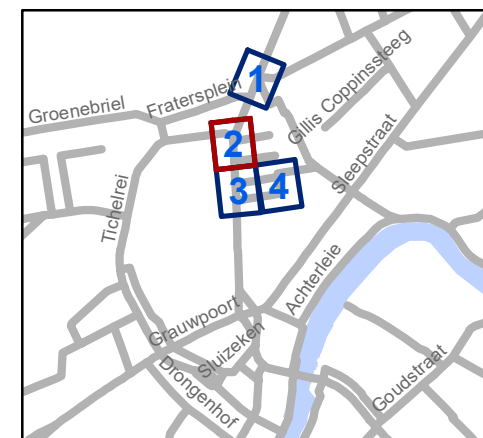 1
Fratersplein
Groenebriel
Gillis Coppinssteeg
2
Sleepstraat
3
4
Tichelrei
Achterleie
Grauwpoort
Sluizeken
Drongenhof
Goudstraat